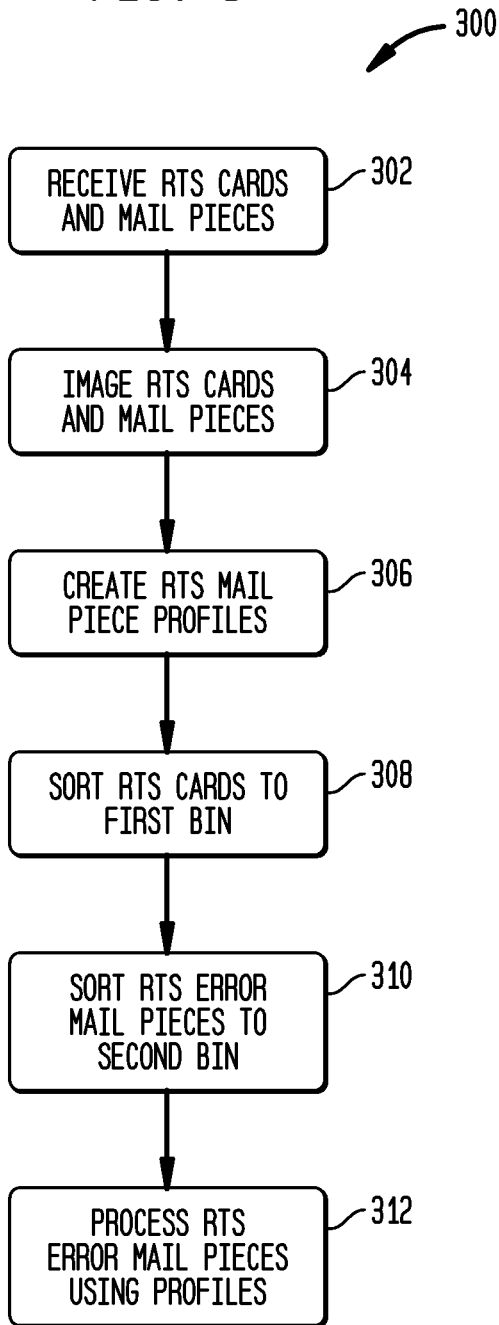 300
RECEIVE RTS CARDS
AND MAIL PIECES
302
IMAGE RTS CARDS
AND MAIL PIECES
304
CREATE RTS MAIL
PIECE PROFILES
306
SORT RTS CARDS TO
FIRST BIN
308
SORT RTS ERROR
MAIL PIECES TO
SECOND BIN
310
PROCESS RTS
ERROR MAIL PIECES
USING PROFILES
312